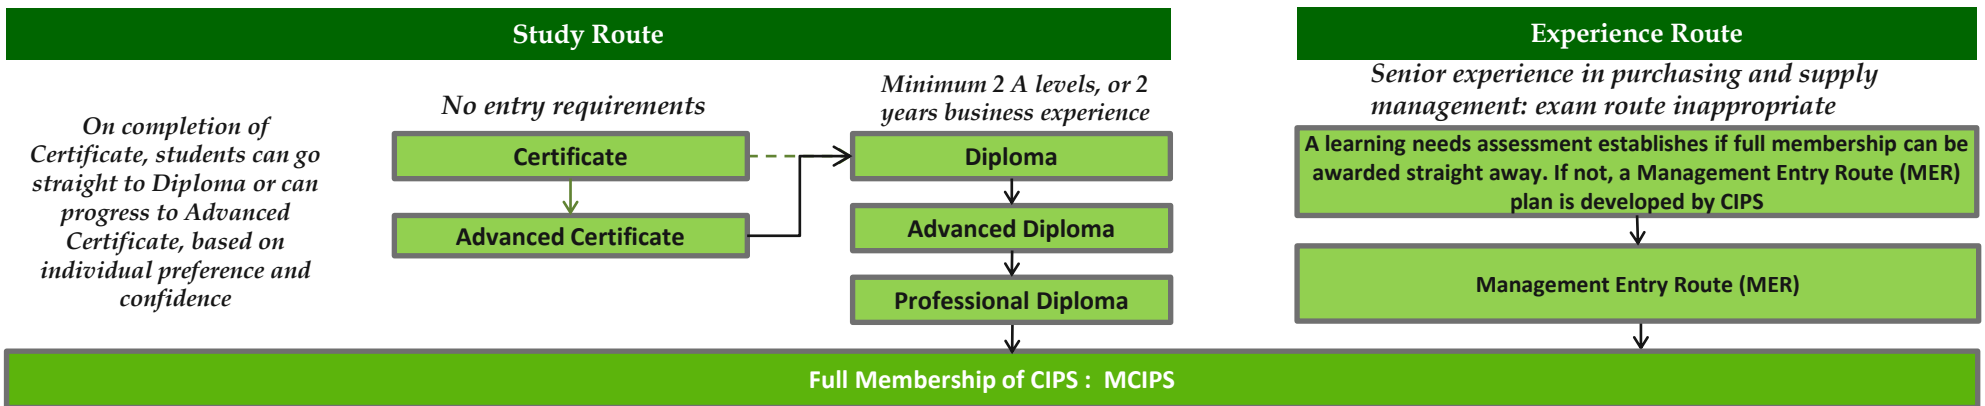 Study Route
On completion of
Certificate, students can go
straight to Diploma or can
progress to Advanced
Certificate, based on
individual preference and
confidence
No entry requirements
Certificate
Advanced Certificate
Minimum 2 A levels, or 2
years business experience
Diploma
Advanced Diploma
Professional Diploma
Experience Route
Senior experience in purchasing and supply
management: exam route inappropriate
A learning needs assessment establishes if full membership can be
awarded straight away. If not, a Management Entry Route (MER)
plan is developed by CIPS
Management Entry Route (MER)
Full Membership of CIPS : MCIPS